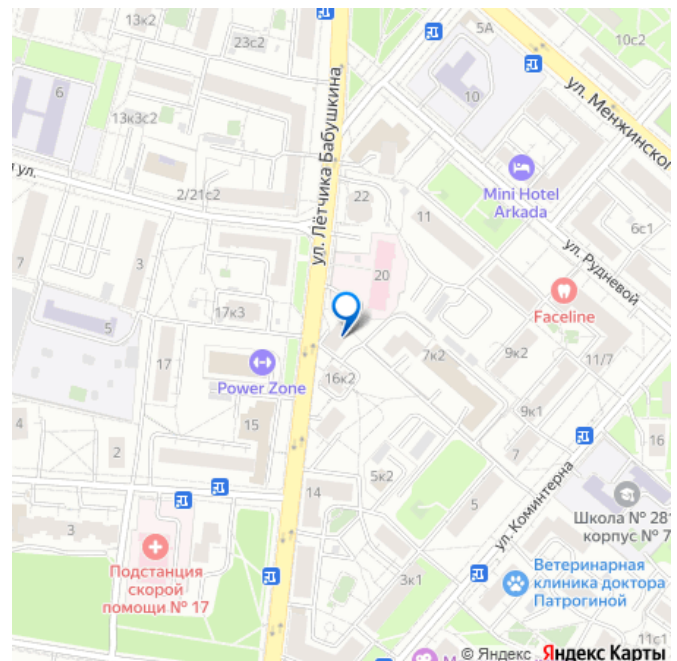 13к2
5А
10с2
23с2
ул. Менжинског
6
10
13к3с2
ул. Лётчика Бабушкина
Mini Hotel
Arkada
ул.
2/21с2
22
11
6с1
ул. Рудневой
7
3
20
5
17к3
Faceline
17
Power Zone
7к2
9к2
11/7
16к2
4
2
15
9к1
7
16
5к2
ул. Коминтерна
14
5
3
Школа № 281
корпус № 7
Подстанция
скорой
помощи № 17
3к1
Ветеринарная
клиника доктора
Патрогиной
11с1
© Яндекс Яндекс Карты